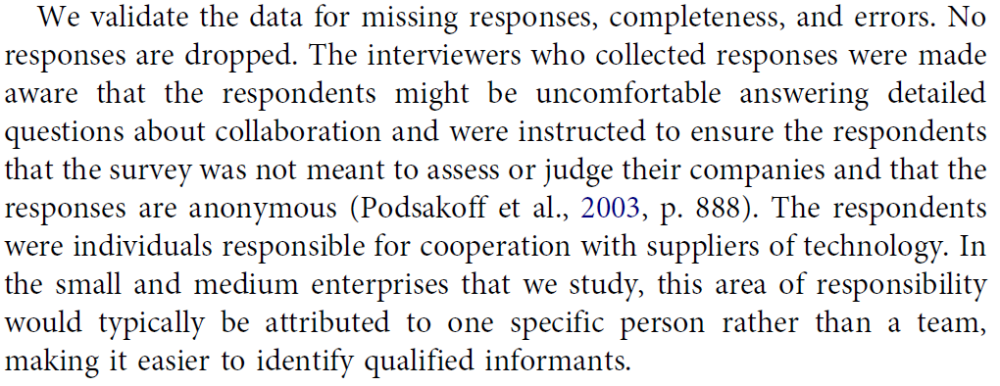 We validate the data for missing responses, completeness, and errors. No
responses are dropped. The interviewers who collected responses were made
aware that the respondents might be uncomfortable answering detailed
questions about collaboration and were instructed to ensure the respondents
that the survey was not meant to assess or judge their companies and that the
responses are anonymous (Podsakoff et al., 2003, p. 888). The respondents
were individuals responsible for cooperation with suppliers of technology. In
the small and medium enterprises that we study, this area of responsibility
would typically be attributed to one specific person rather than a team,
making it easier to identify qualified informants.